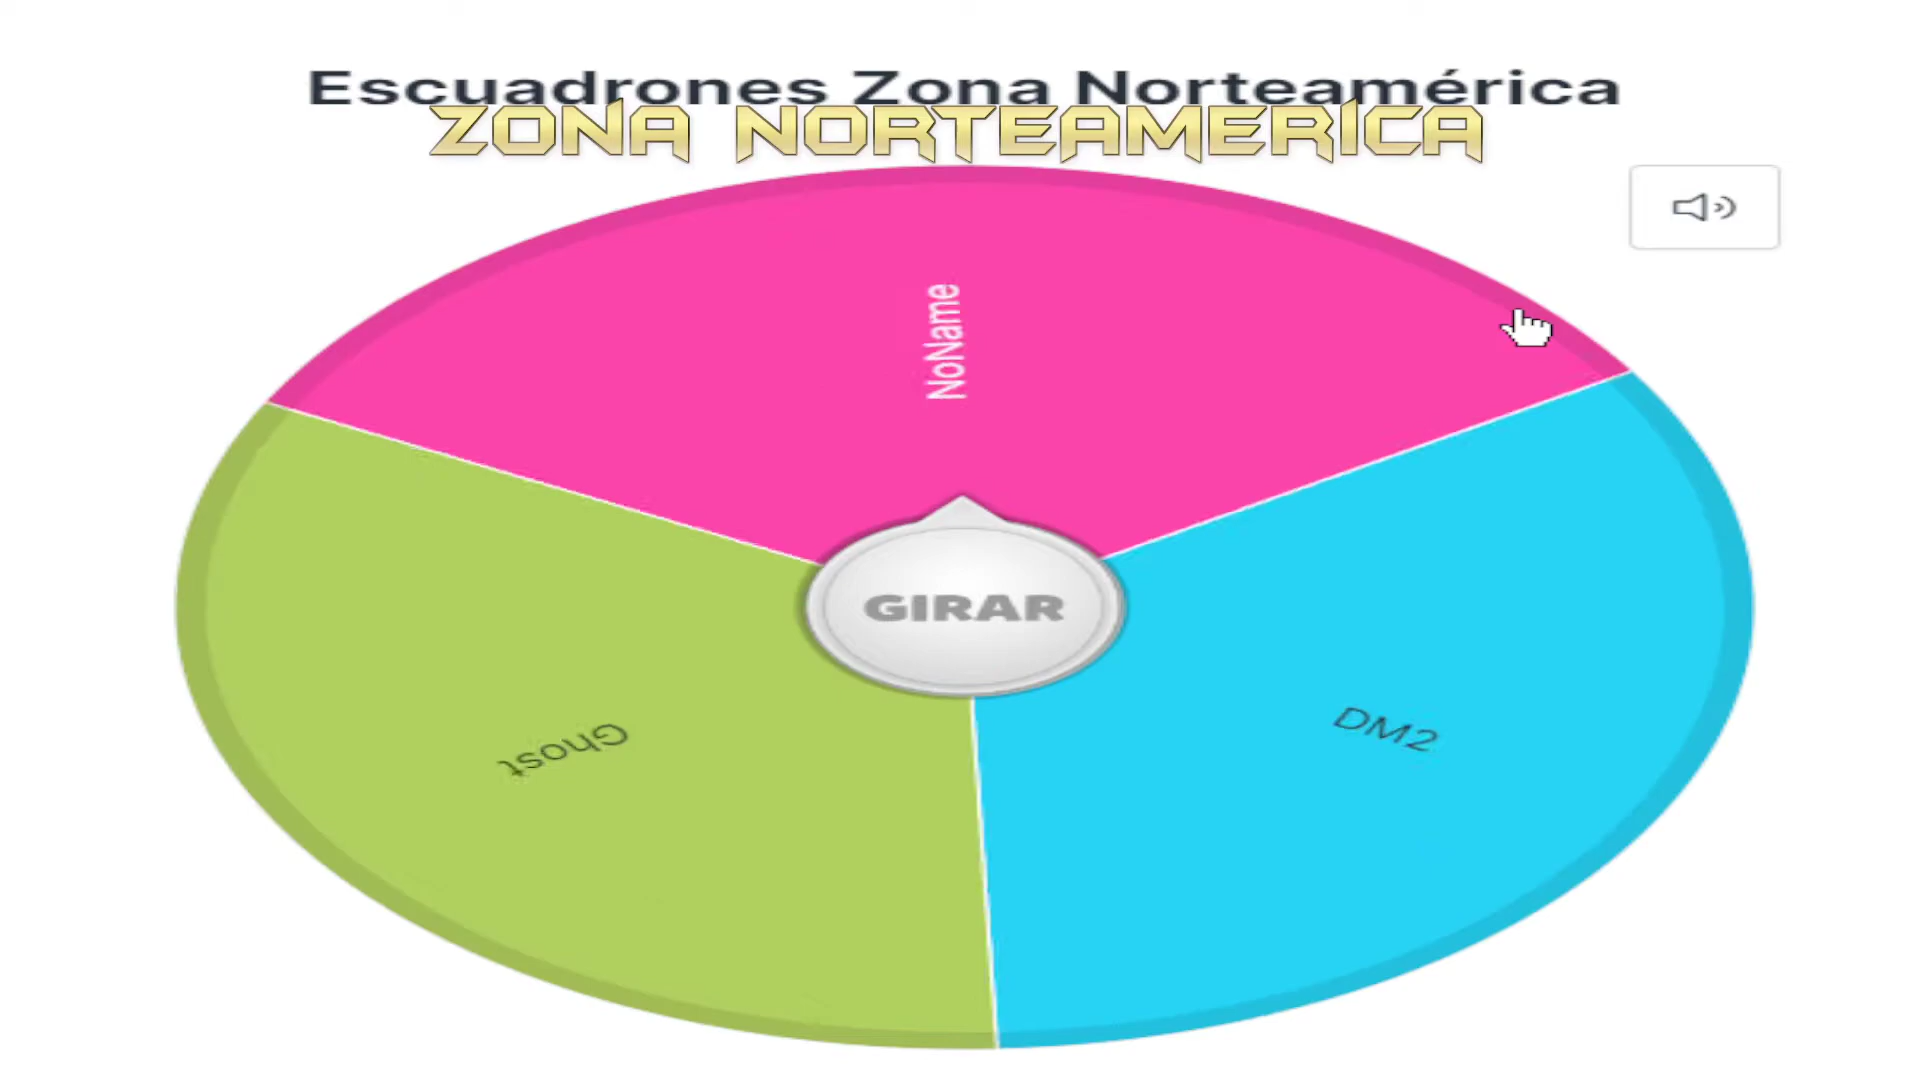 Escuadrones Zona Norteamérica
ZONA NORTEAMERICA
NoName
GIRAR
DM2
Ghost